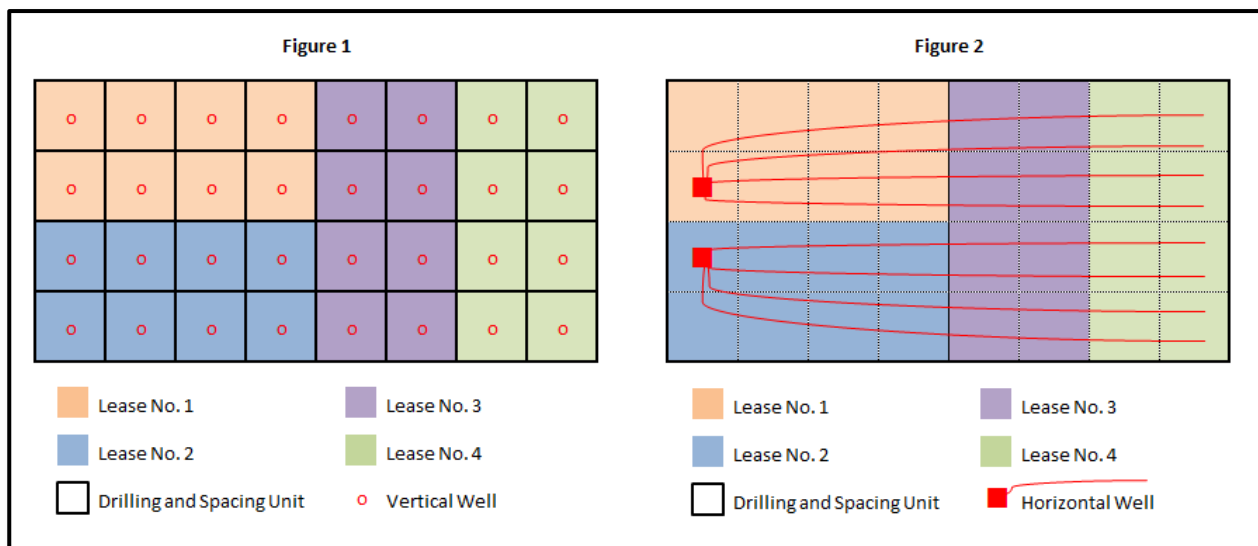 Figure 1
Figure 2
o o o o o o o o
o o o o o o o o
o o o o o o o o
o o o o o o o o
Lease No. 1
Lease No. 3
Lease No. 2
Lease No. 4
Drilling and Spacing Unit
o Vertical Well
Lease No. 1
Lease No. 3
Lease No. 2
Lease No. 4
Drilling and Spacing Unit
Horizontal Well